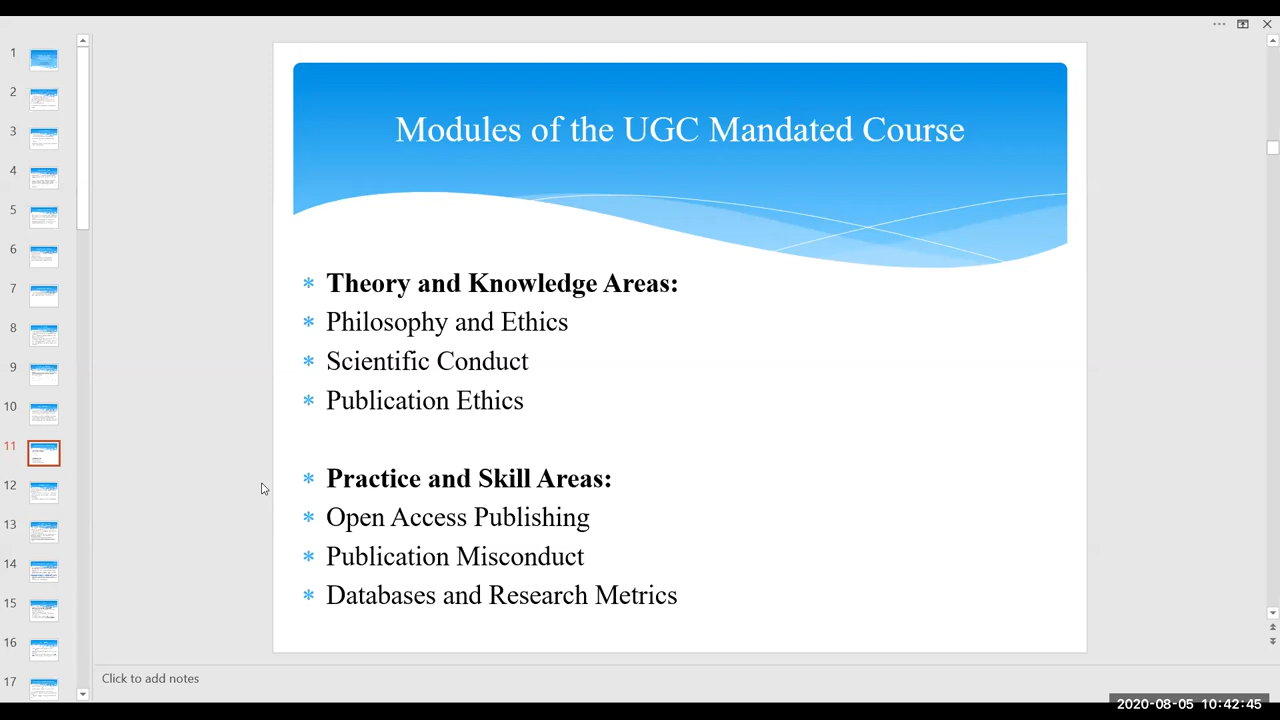 Modules of the UGC Mandated Course
* Theory and Knowledge Areas:
* Philosophy and Ethics
* Scientific Conduct
* Publication Ethics
* Practice and Skill Areas:
* Open Access Publishing
* Publication Misconduct
* Databases and Research Metrics
1
2
3
4
5
6
7
8
9
10
11
12
13
14
15
16
17
Click to add notes
2020-08-05 10:42:45